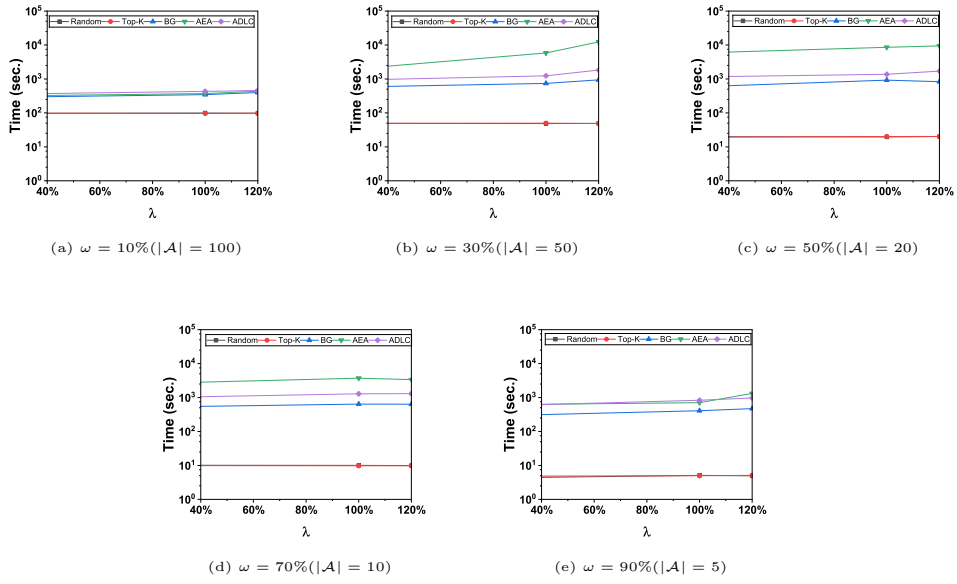 Random Top-K BG AEA ADLC
10^5
10^4
10^3
10^2
10^1
10^0
Time (sec.)
40% 60% 80% 100% 120%
λ
(a) ω = 10%(|𝒜| = 100)
Random Top-K BG AEA ADLC
10^5
10^4
10^3
10^2
10^1
10^0
Time (sec.)
40% 60% 80% 100% 120%
λ
(b) ω = 30%(|𝒜| = 50)
Random Top-K BG AEA ADLC
10^5
10^4
10^3
10^2
10^1
10^0
Time (sec.)
40% 60% 80% 100% 120%
λ
(c) ω = 50%(|𝒜| = 20)
Random Top-K BG AEA ADLC
10^5
10^4
10^3
10^2
10^1
10^0
Time (sec.)
40% 60% 80% 100% 120%
λ
(d) ω = 70%(|𝒜| = 10)
Random Top-K BG AEA ADLC
10^5
10^4
10^3
10^2
10^1
10^0
Time (sec.)
40% 60% 80% 100% 120%
λ
(e) ω = 90%(|𝒜| = 5)